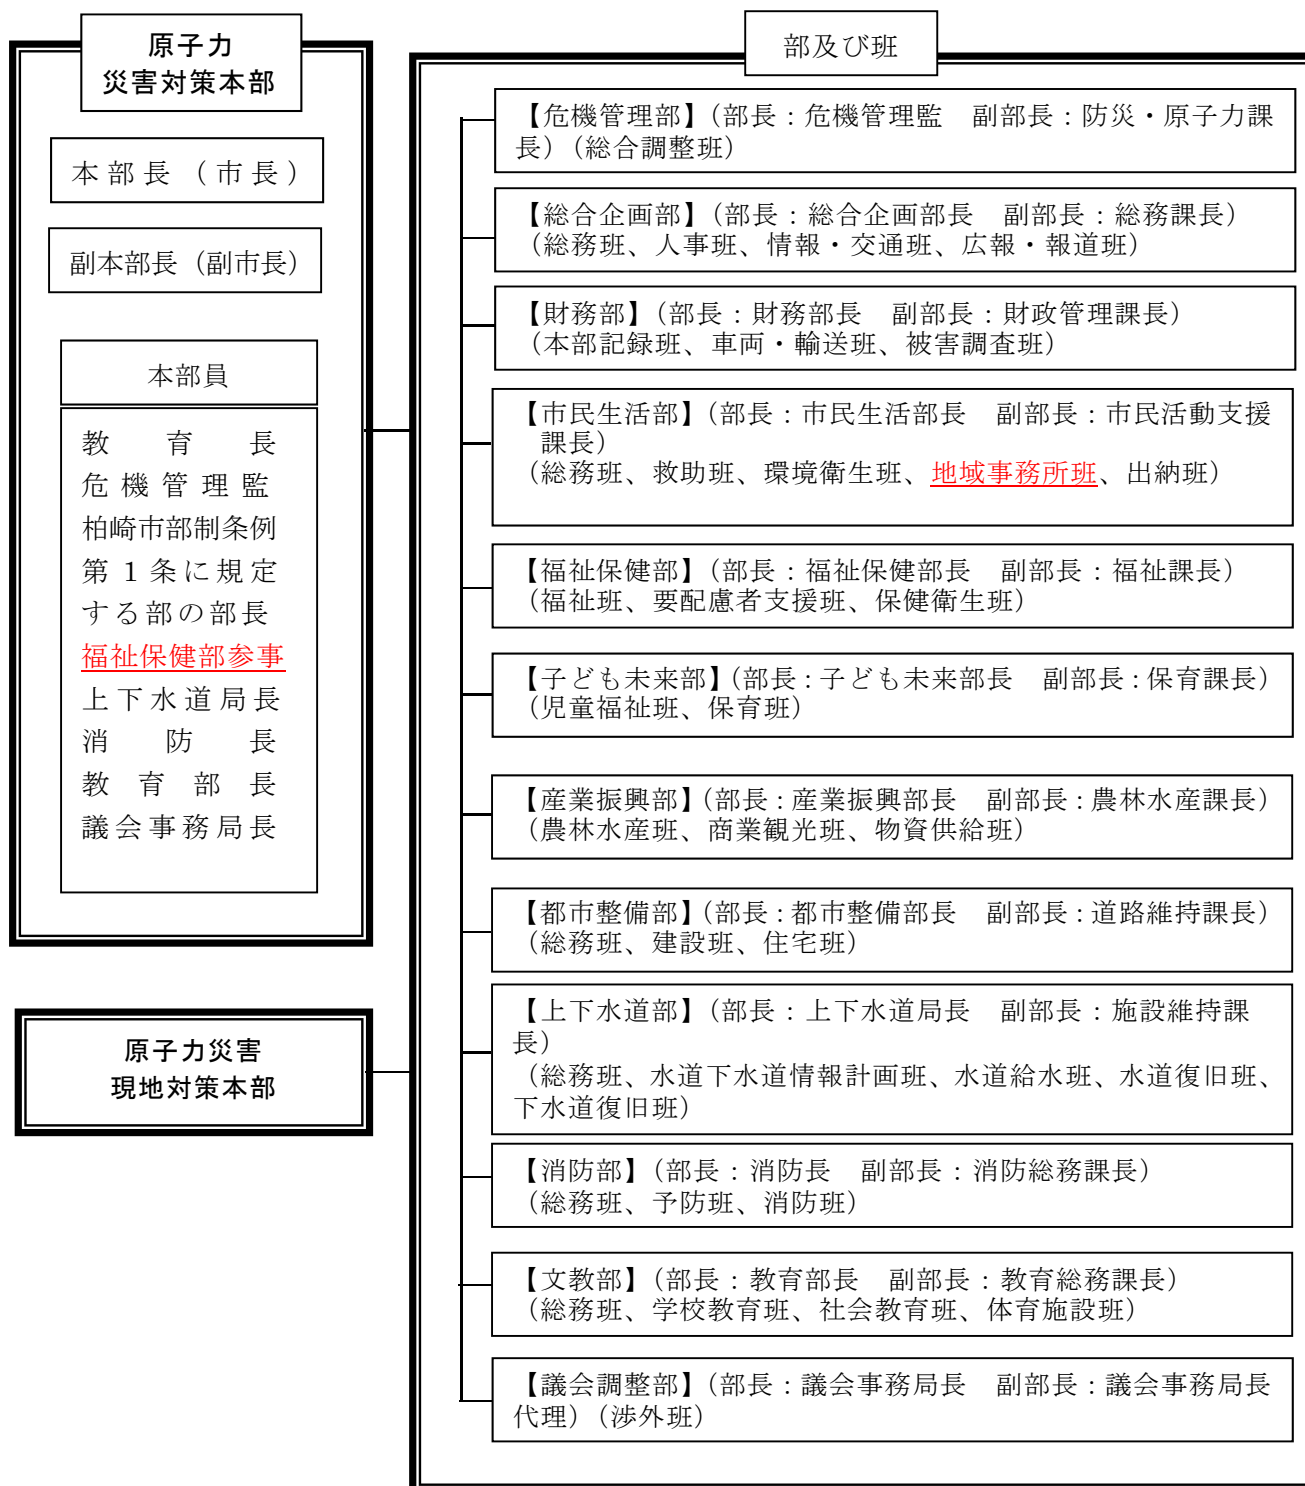 原子力
災害対策本部
本部長（市長）
副本部長（副市長）
本部員
教育長
危機管理監
柏崎市部制条例
第1条に規定
する部の部長
福祉保健部参事
上下水道局長
消防長
教育部長
議会事務局長
原子力災害
現地対策本部
部及び班
【危機管理部】（部長：危機管理監　副部長：防災・原子力課
長）（総合調整班）
【総合企画部】（部長：総合企画部長　副部長：総務課長）
（総務班、人事班、情報・交通班、広報・報道班）
【財務部】（部長：財務部長　副部長：財政管理課長）
（本部記録班、車両・輸送班、被害調査班）
【市民生活部】（部長：市民生活部長　副部長：市民活動支援
課長）
（総務班、救助班、環境衛生班、地域事務所班、出納班）
【福祉保健部】（部長：福祉保健部長　副部長：福祉課長）
（福祉班、要配慮者支援班、保健衛生班）
【子ども未来部】（部長：子ども未来部長　副部長：保育課長）
（児童福祉班、保育班）
【産業振興部】（部長：産業振興部長　副部長：農林水産課長）
（農林水産班、商業観光班、物資供給班）
【都市整備部】（部長：都市整備部長　副部長：道路維持課長）
（総務班、建設班、住宅班）
【上下水道部】（部長：上下水道局長　副部長：施設維持課
長）
（総務班、水道下水道情報計画班、水道給水班、水道復旧班、
下水道復旧班）
【消防部】（部長：消防長　副部長：消防総務課長）
（総務班、予防班、消防班）
【文教部】（部長：教育部長　副部長：教育総務課長）
（総務班、学校教育班、社会教育班、体育施設班）
【議会調整部】（部長：議会事務局長　副部長：議会事務局長
代理）（渉外班）